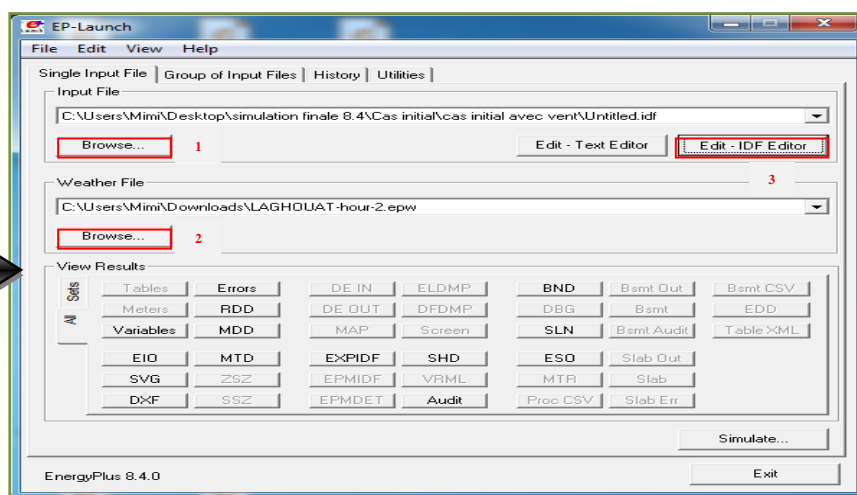 EP-Launch
File Edit View Help
Single Input File Group of Input Files History Utilities
Input File
C:\Users\Mimi\Desktop\simulation finale 8.4\Cas initial\cas initial avec vent\Untitled.idf
Browse... 1 Edit - Text Editor Edit - IDF Editor
3
Weather File
C:\Users\Mimi\Downloads\LAGHOUAT-hour-2.epw
Browse... 2
View Results
Sets
All
Tables Errors DE IN ELDMP BND Bsmt Out Bsmt CSV
Meters RDD DE OUT DFDMP DBG Bsmt EDD
Variables MDD MAP Screen SLN Bsmt Audit Table XML
EIO MTD EXPIDF SHD ESO Slab Out
SVG ZSZ EPMIDF VRML MTR Slab
DXF SSZ EPMDET Audit Proc CSV Slab Err
Simulate...
EnergyPlus 8.4.0 Exit